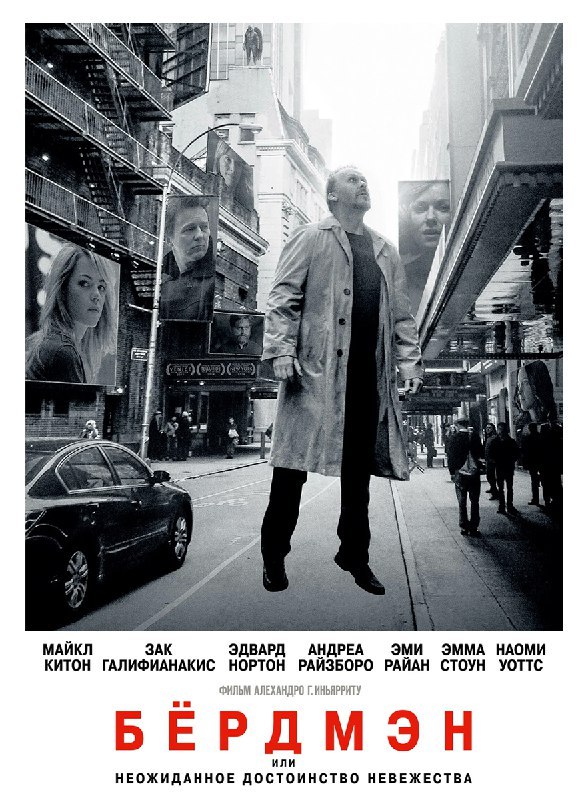 VENICE
МАЙКЛ КИТОН
ЗАК ГАЛИФИАНАКИС
ЭДВАРД НОРТОН
АНДРЕА РАЙЗБОРО
ЭМИ РАЙАН
ЭММА СТОУН
НАОМИ УОТТС
ФИЛЬМ АЛЕХАНДРО Г. ИНЬЯРРИТУ
БЁРДМЭН
ИЛИ
НЕОЖИДАННОЕ ДОСТОИНСТВО НЕВЕЖЕСТВА